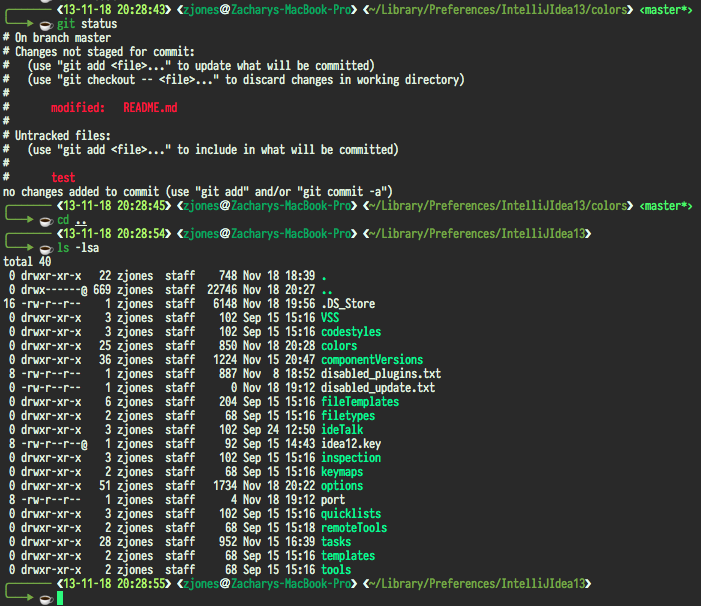 ❮13-11-18 20:28:43❯ ❮zjones@Zacharys-MacBook-Pro❯ ❮~/Library/Preferences/IntelliJIdea13/colors❯ ❮master*❯
git status
# On branch master
# Changes not staged for commit:
#   (use "git add <file>..." to update what will be committed)
#   (use "git checkout -- <file>..." to discard changes in working directory)
#
#       modified:   README.md
#
# Untracked files:
#   (use "git add <file>..." to include in what will be committed)
#
#       test
no changes added to commit (use "git add" and/or "git commit -a")
❮13-11-18 20:28:45❯ ❮zjones@Zacharys-MacBook-Pro❯ ❮~/Library/Preferences/IntelliJIdea13/colors❯ ❮master*❯
cd ..
❮13-11-18 20:28:54❯ ❮zjones@Zacharys-MacBook-Pro❯ ❮~/Library/Preferences/IntelliJIdea13❯
ls -lsa
total 40
 0 drwxr-xr-x   22 zjones  staff    748 Nov 18 18:39 .
 0 drwx------@ 669 zjones  staff  22746 Nov 18 20:27 ..
16 -rw-r--r--    1 zjones  staff   6148 Nov 18 19:56 .DS_Store
 0 drwxr-xr-x    3 zjones  staff    102 Sep 15 15:16 VSS
 0 drwxr-xr-x    3 zjones  staff    102 Sep 15 15:16 codestyles
 0 drwxr-xr-x   25 zjones  staff    850 Nov 18 20:28 colors
 0 drwxr-xr-x   36 zjones  staff   1224 Nov 15 20:47 componentVersions
 8 -rw-r--r--    1 zjones  staff    887 Nov  8 18:52 disabled_plugins.txt
 0 -rw-r--r--    1 zjones  staff      0 Nov 18 19:12 disabled_update.txt
 0 drwxr-xr-x    6 zjones  staff    204 Sep 15 15:16 fileTemplates
 0 drwxr-xr-x    2 zjones  staff     68 Sep 15 15:16 filetypes
 0 drwxr-xr-x    3 zjones  staff    102 Sep 24 12:50 ideTalk
 8 -rw-r--r--@   1 zjones  staff     92 Sep 15 14:43 idea12.key
 0 drwxr-xr-x    3 zjones  staff    102 Sep 15 15:16 inspection
 0 drwxr-xr-x    2 zjones  staff     68 Sep 15 15:16 keymaps
 0 drwxr-xr-x   51 zjones  staff   1734 Nov 18 20:22 options
 8 -rw-r--r--    1 zjones  staff      4 Nov 18 19:12 port
 0 drwxr-xr-x    3 zjones  staff    102 Sep 15 15:16 quicklists
 0 drwxr-xr-x    2 zjones  staff     68 Sep 15 15:18 remoteTools
 0 drwxr-xr-x   28 zjones  staff    952 Nov 15 16:39 tasks
 0 drwxr-xr-x    2 zjones  staff     68 Sep 15 15:16 templates
 0 drwxr-xr-x    2 zjones  staff     68 Sep 15 15:16 tools
❮13-11-18 20:28:55❯ ❮zjones@Zacharys-MacBook-Pro❯ ❮~/Library/Preferences/IntelliJIdea13❯